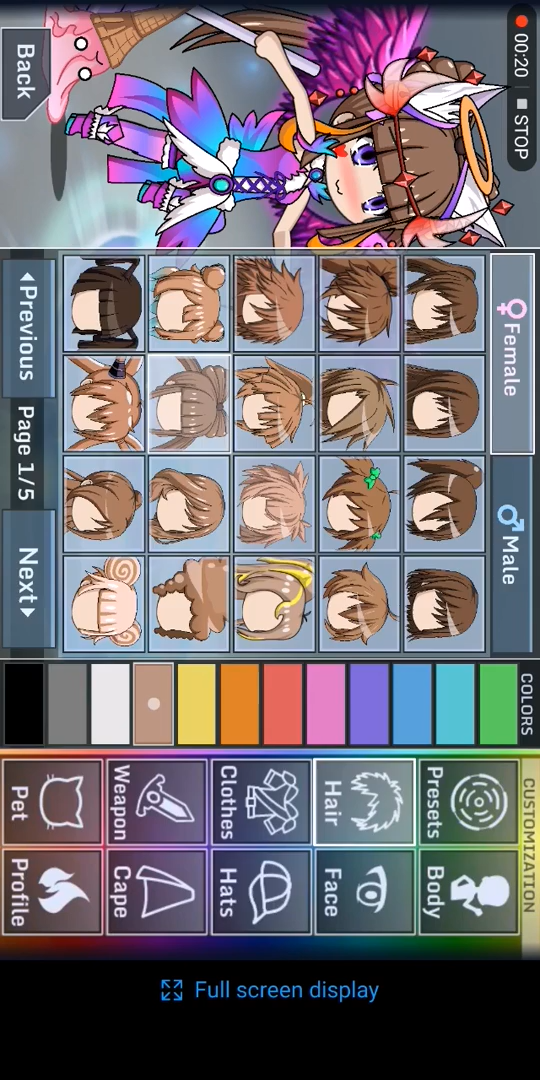 00:20
STOP
Back
Female
Male
Previous
Page 1/5
Next
COLORS
CUSTOMIZATION
Presets
Body
Hair
Face
Clothes
Hats
Weapon
Cape
Pet
Profile
Full screen display